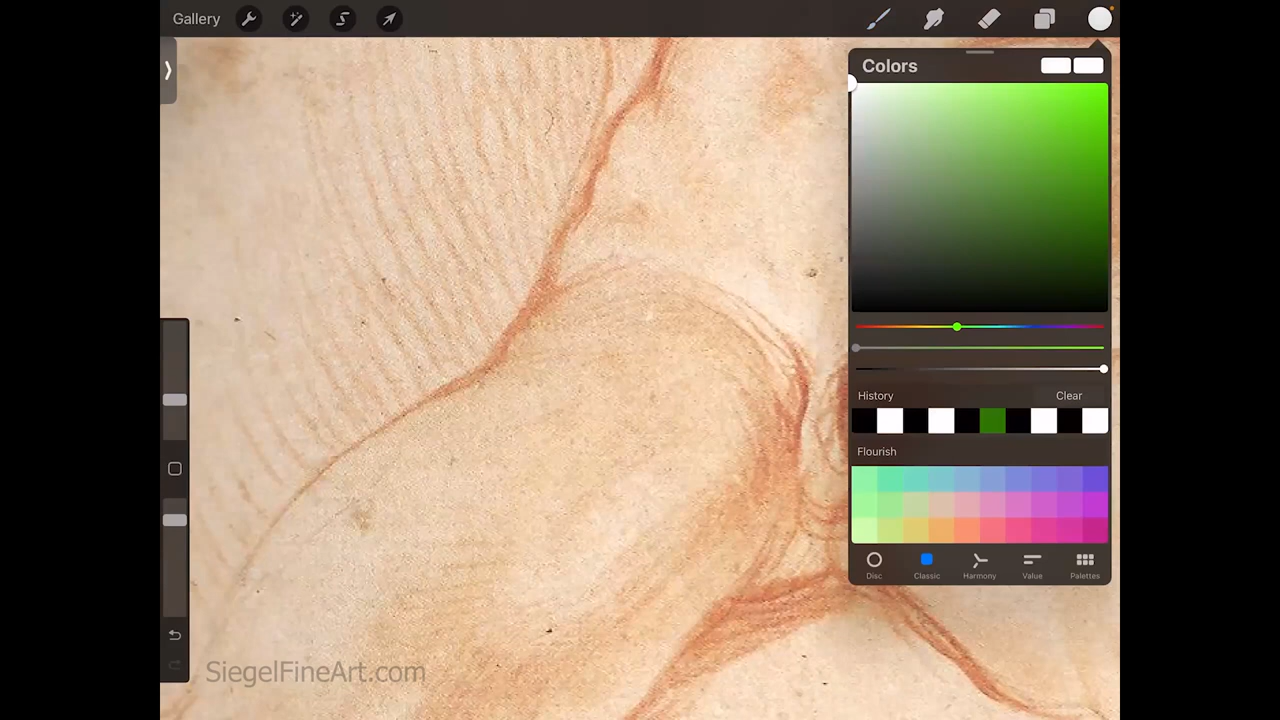 Gallery
Colors
History Clear
Flourish
Disc Classic Harmony Value Palettes
SiegelFineArt.com